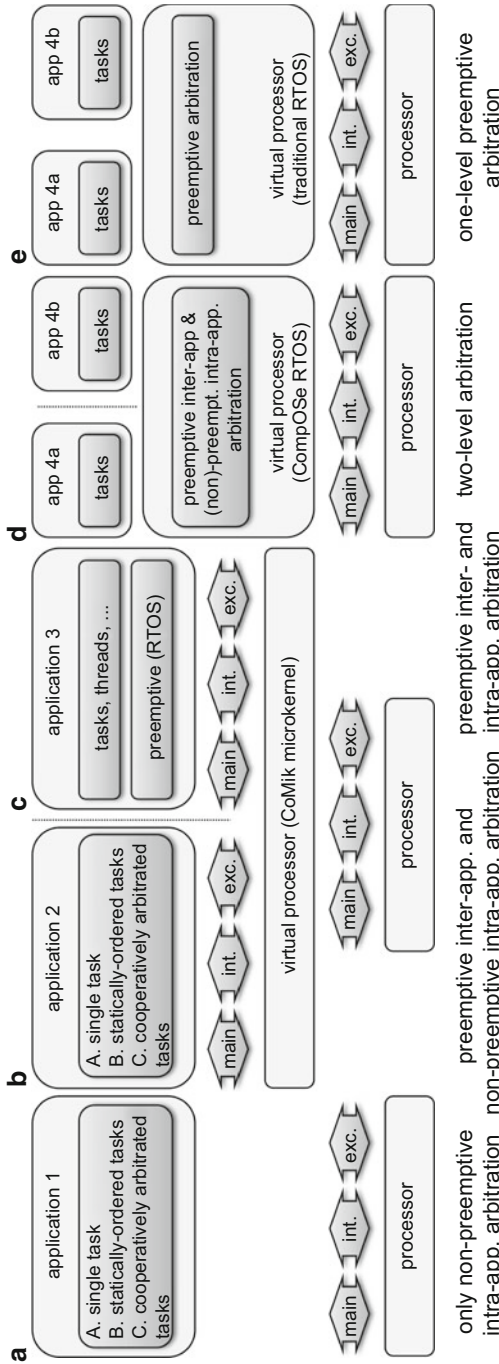 a
application 1
A. single task
B. statically-ordered tasks
C. cooperatively arbitrated
tasks
main
int.
exc.
processor
only non-preemptive
intra-app. arbitration
b
application 2
A. single task
B. statically-ordered tasks
C. cooperatively arbitrated
tasks
main
int.
exc.
c
application 3
tasks, threads, ...
preemptive (RTOS)
main
int.
exc.
virtual processor (CoMik microkernel)
main
int.
exc.
processor
preemptive inter-app. and
non-preemptive intra-app. arbitration
preemptive inter- and
intra-app. arbitration
d
app 4a
tasks
app 4b
tasks
preemptive inter-app &
(non)-preempt. intra-app.
arbitration
virtual processor
(CompOSe RTOS)
main
int.
exc.
processor
two-level arbitration
e
app 4a
tasks
app 4b
tasks
preemptive arbitration
virtual processor
(traditional RTOS)
main
int.
exc.
processor
one-level preemptive
arbitration